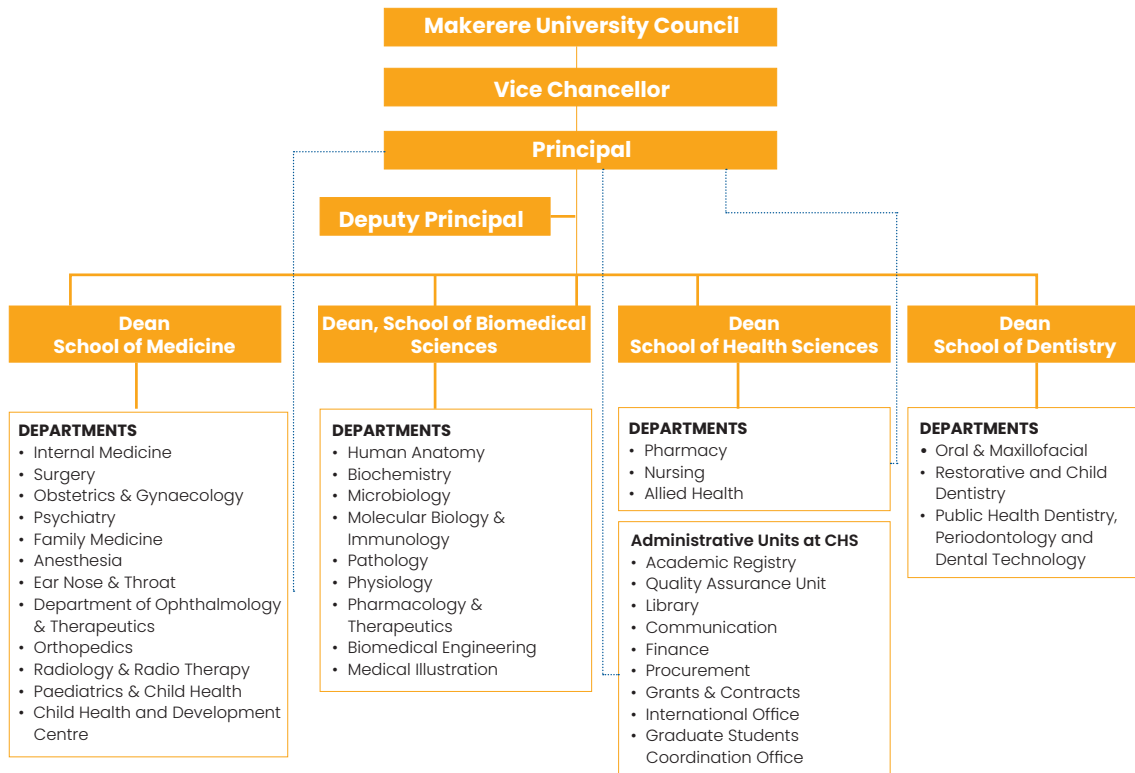 Makerere University Council
Vice Chancellor
Principal
Deputy Principal
Dean
School of Medicine
DEPARTMENTS
• Internal Medicine
• Surgery
• Obstetrics & Gynaecology
• Psychiatry
• Family Medicine
• Anesthesia
• Ear Nose & Throat
• Department of Ophthalmology
& Therapeutics
• Orthopedics
• Radiology & Radio Therapy
• Paediatrics & Child Health
• Child Health and Development
Centre
Dean, School of Biomedical
Sciences
DEPARTMENTS
• Human Anatomy
• Biochemistry
• Microbiology
• Molecular Biology &
Immunology
• Pathology
• Physiology
• Pharmacology &
Therapeutics
• Biomedical Engineering
• Medical Illustration
Dean
School of Health Sciences
DEPARTMENTS
• Pharmacy
• Nursing
• Allied Health
Administrative Units at CHS
• Academic Registry
• Quality Assurance Unit
• Library
• Communication
• Finance
• Procurement
• Grants & Contracts
• International Office
• Graduate Students
Coordination Office
Dean
School of Dentistry
DEPARTMENTS
• Oral & Maxillofacial
• Restorative and Child
Dentistry
• Public Health Dentistry,
Periodontology and
Dental Technology